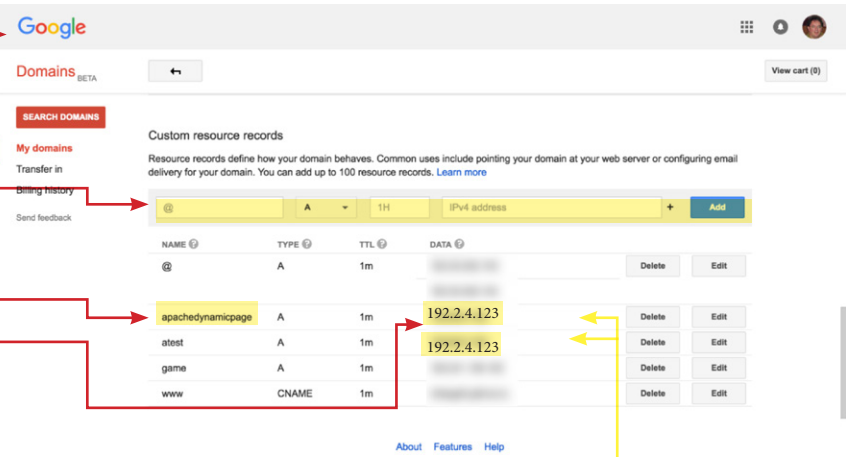 Google
Domains BETA
View cart (0)
SEARCH DOMAINS
My domains
Transfer in
Billing history
Send feedback
Custom resource records
Resource records define how your domain behaves. Common uses include pointing your domain at your web server or configuring email
delivery for your domain. You can add up to 100 resource records. Learn more
@ A 1H IPv4 address + Add
NAME TYPE TTL DATA
@ A 1m Delete Edit
apachedynamicpage A 1m 192.2.4.123 Delete Edit
atest A 1m 192.2.4.123 Delete Edit
game A 1m Delete Edit
www CNAME 1m Delete Edit
About Features Help